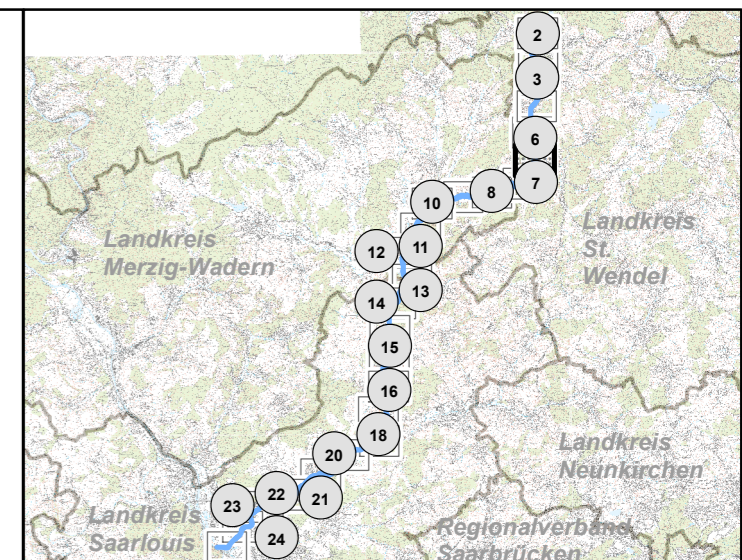 2
3
6
7
8
10
Landkreis
Merzig-Wadern
Landkreis
St.
Wendel
11
12
13
14
15
16
18
Landkreis
Neunkirchen
20
22
21
23
Landkreis
Saarlouis
24
Regionalverband
Saarbrücken